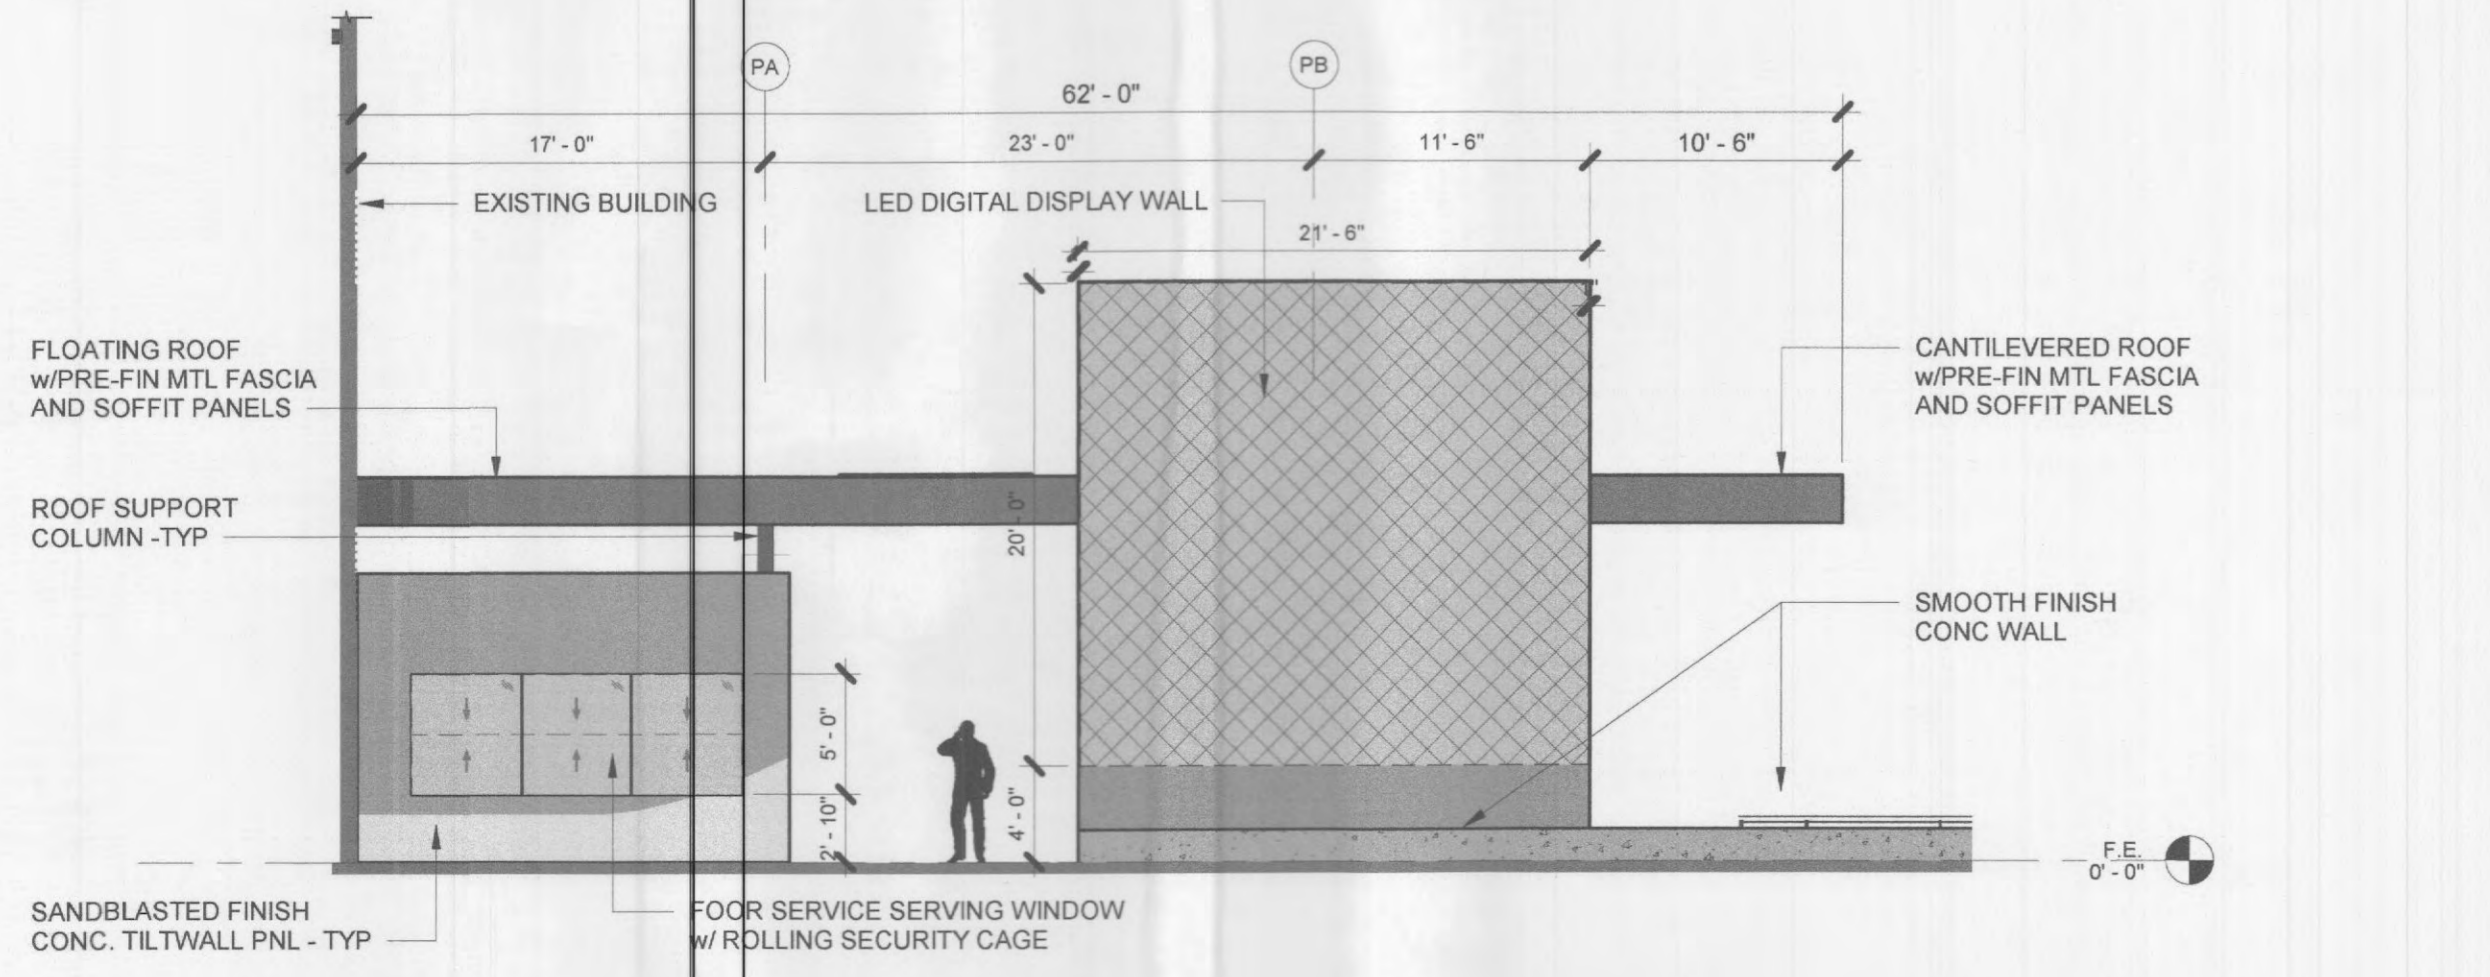 PA
PB
62' - 0"
17' - 0"
23' - 0"
11' - 6"
10' - 6"
EXISTING BUILDING
LED DIGITAL DISPLAY WALL
21' - 6"
FLOATING ROOF
w/PRE-FIN MTL FASCIA
AND SOFFIT PANELS
CANTILEVERED ROOF
w/PRE-FIN MTL FASCIA
AND SOFFIT PANELS
ROOF SUPPORT
COLUMN -TYP
20' - 0"
SMOOTH FINISH
CONC WALL
5' - 0"
2' - 10"
4' - 0"
F.E.
0' - 0"
SANDBLASTED FINISH
CONC. TILTWALL PNL - TYP
FOOR SERVICE SERVING WINDOW
w/ ROLLING SECURITY CAGE